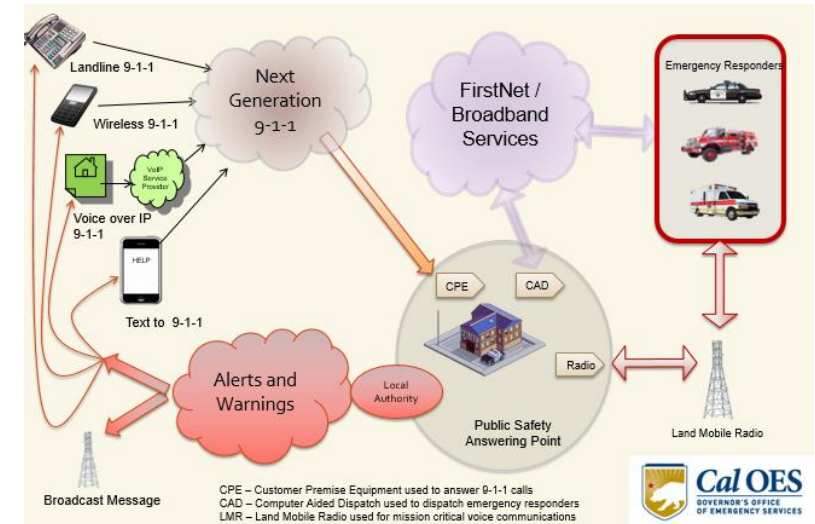 Landline 9-1-1
Wireless 9-1-1
VoIP
Service
Provider
Voice over IP
9-1-1
HELP
Text to 9-1-1
Next
Generation
9-1-1
FirstNet /
Broadband
Services
Emergency Responders
CPE
CAD
Radio
Public Safety
Answering Point
Land Mobile Radio
Local
Authority
Alerts and
Warnings
Broadcast Message
CPE – Customer Premise Equipment used to answer 9-1-1 calls
CAD – Computer Aided Dispatch used to dispatch emergency responders
LMR – Land Mobile Radio used for mission critical voice communications
Cal OES
GOVERNOR'S OFFICE
OF EMERGENCY SERVICES